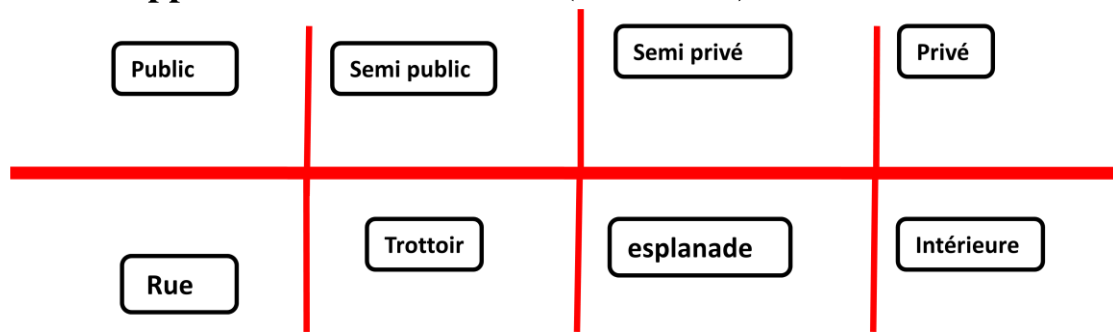 Public
Semi public
Semi privé
Privé
Rue
Trottoir
esplanade
Intérieure